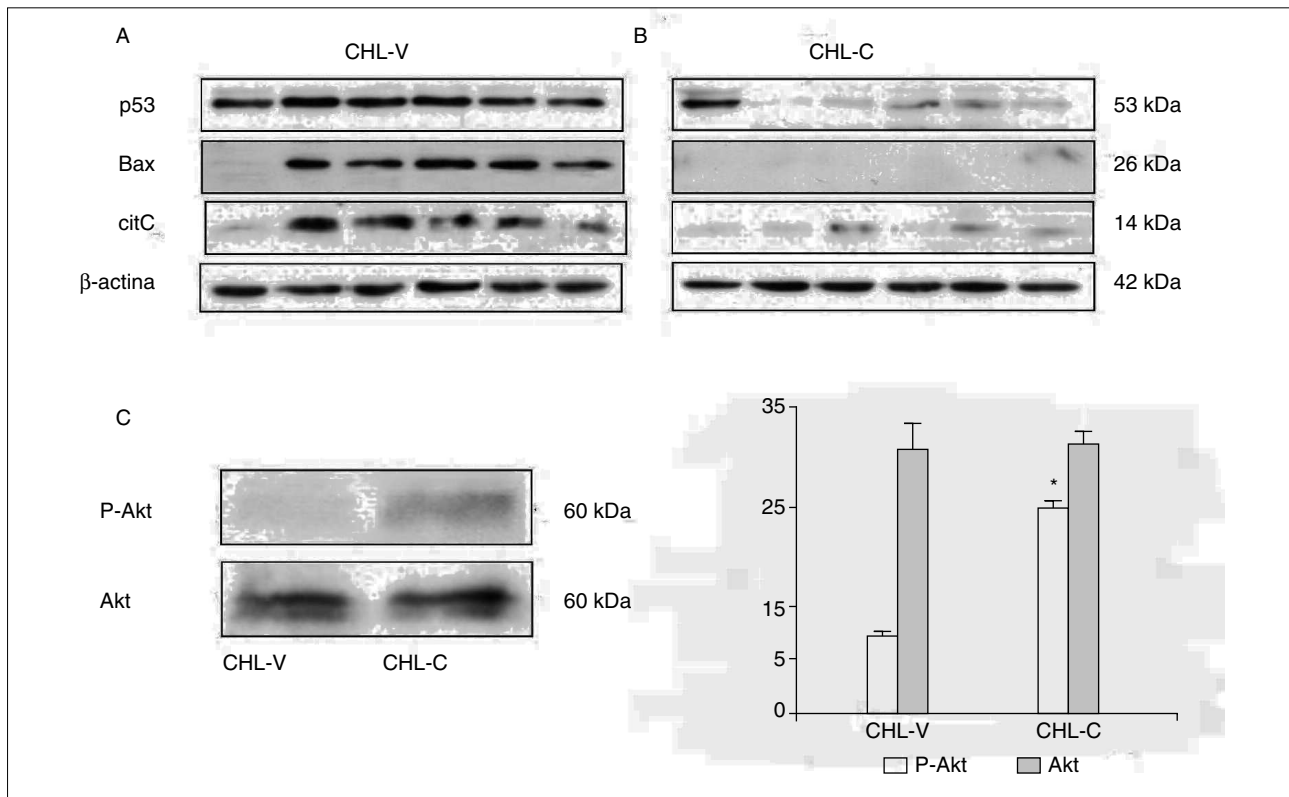 A
B
CHL-V
CHL-C
p53
53 kDa
Bax
26 kDa
citC
14 kDa
β-actina
42 kDa
C
P-Akt
60 kDa
Akt
60 kDa
CHL-V
CHL-C
35
25
15
5
0
*
CHL-V
CHL-C
P-Akt
Akt